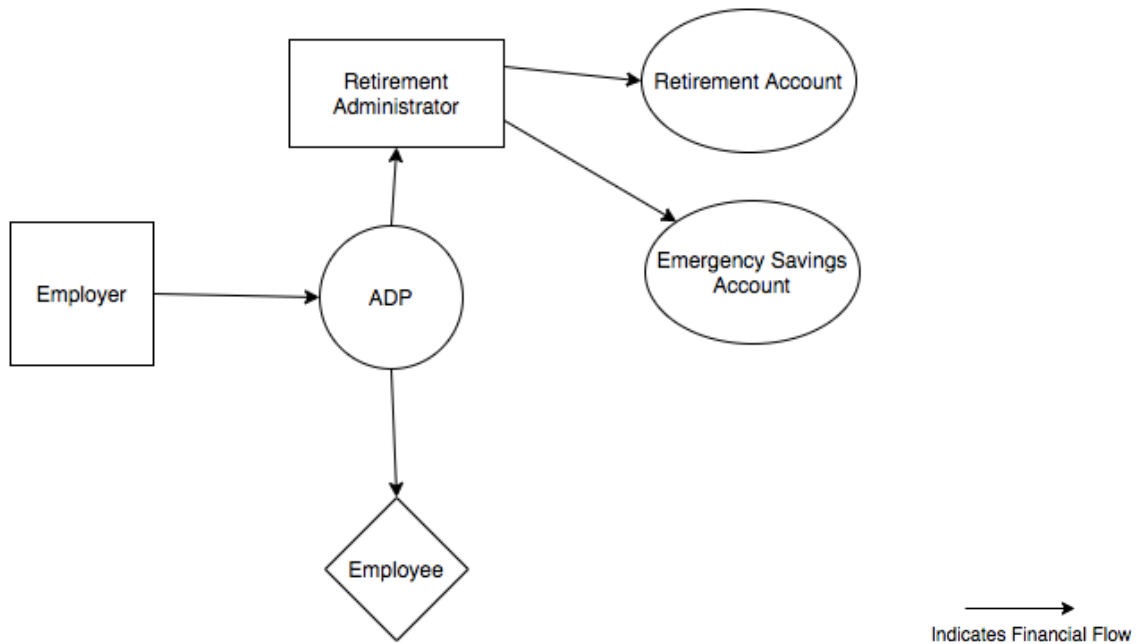 Retirement
Administrator
Retirement Account
Emergency Savings
Account
Employer
ADP
Employee
Indicates Financial Flow